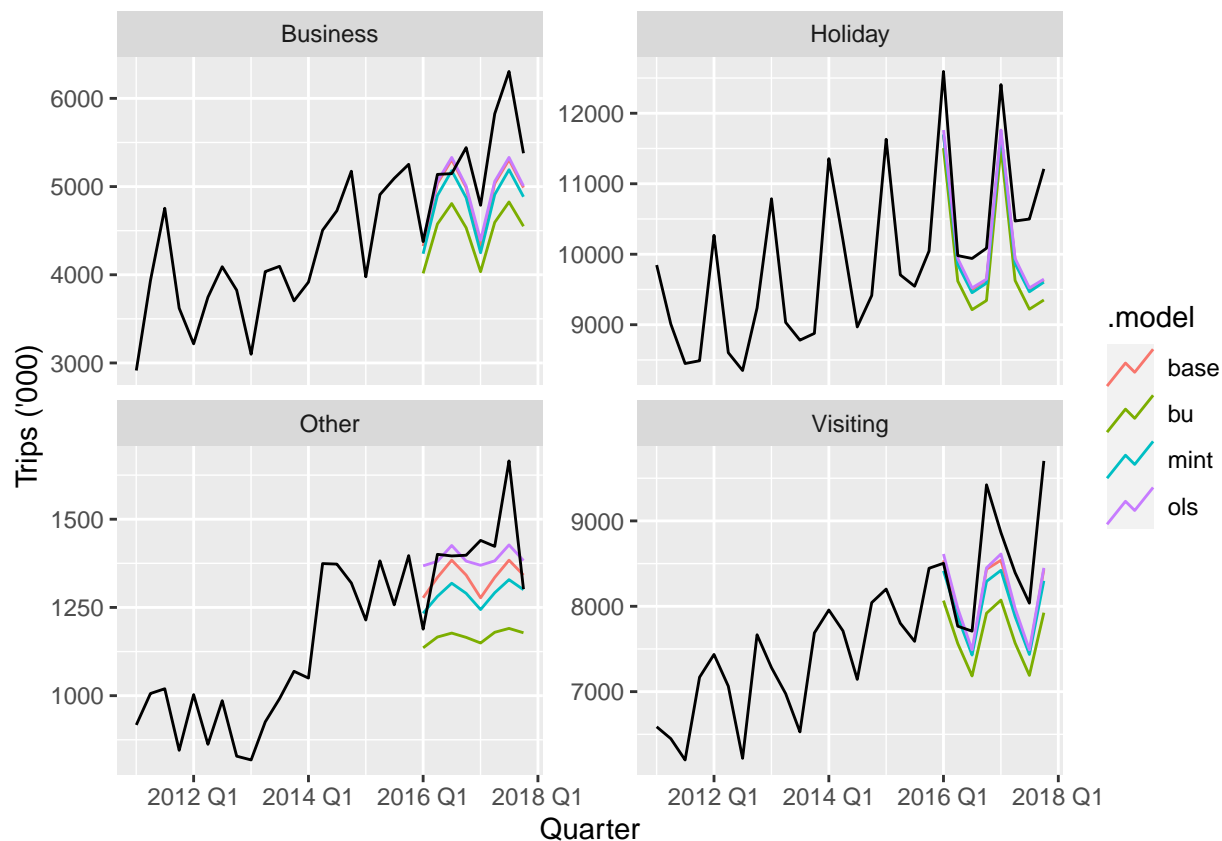 Business
Holiday
6000
5000
4000
3000
12000
11000
10000
9000
Other
Visiting
1500
1250
1000
9000
8000
7000
2012 Q1 2014 Q1 2016 Q1 2018 Q1
2012 Q1 2014 Q1 2016 Q1 2018 Q1
Quarter
Trips ('000)
.model
base
bu
mint
ols